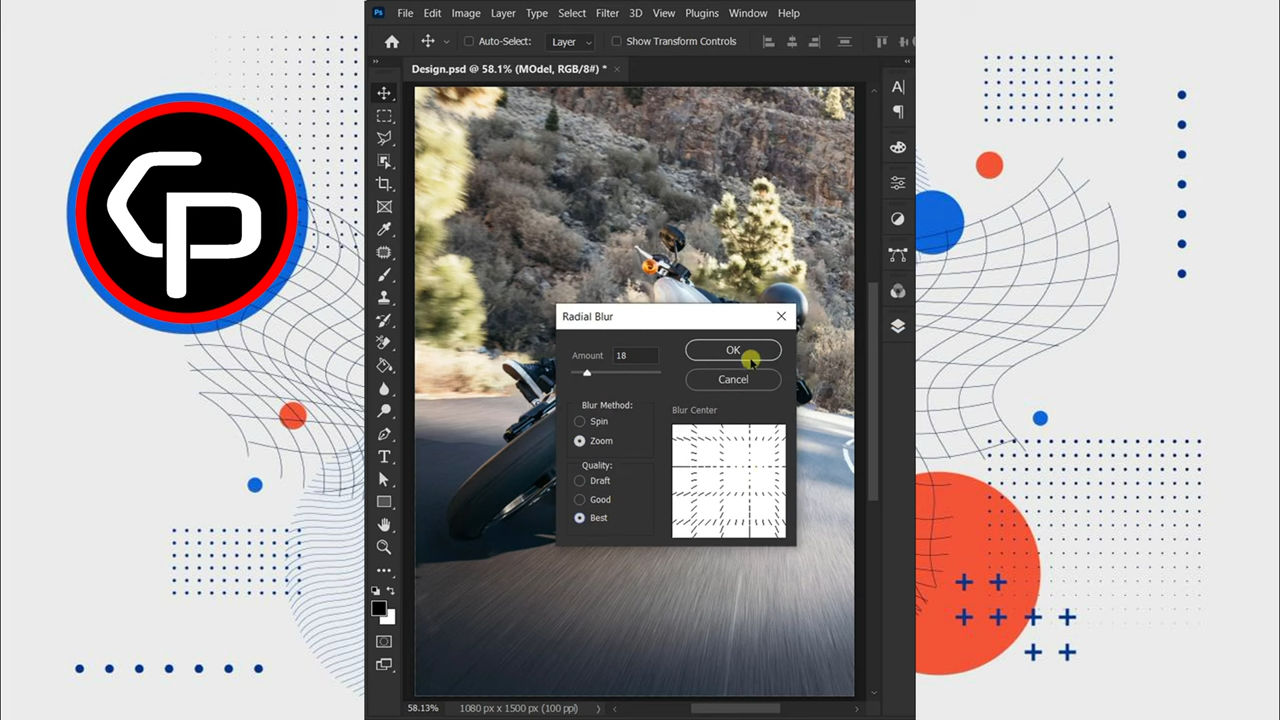 CP
Ps File Edit Image Layer Type Select Filter 3D View Plugins Window Help
Auto-Select: Layer Show Transform Controls
Design.psd @ 58.1% (MOdel, RGB/8#) *
Radial Blur
Amount 18
OK
Cancel
Blur Method:
Spin
Zoom
Quality:
Draft
Good
Best
Blur Center
58.13% 1080 px x 1500 px (100 ppi)